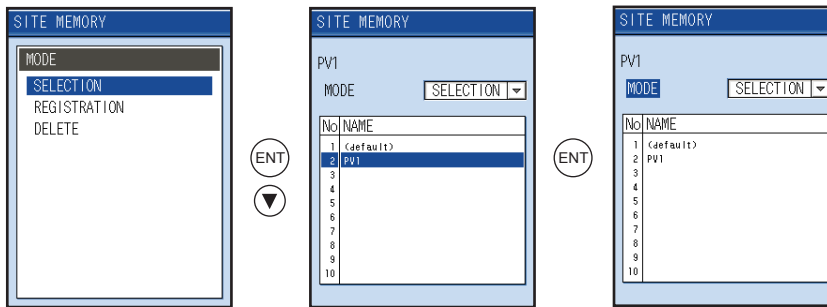 SITE MEMORY
MODE
SELECTION
REGISTRATION
DELETE
ENT
▼
SITE MEMORY
PV1
MODE SELECTION ▼
No NAME
1 (default)
2 PV1
3
4
5
6
7
8
9
10
ENT
SITE MEMORY
PV1
MODE SELECTION ▼
No NAME
1 (default)
2 PV1
3
4
5
6
7
8
9
10